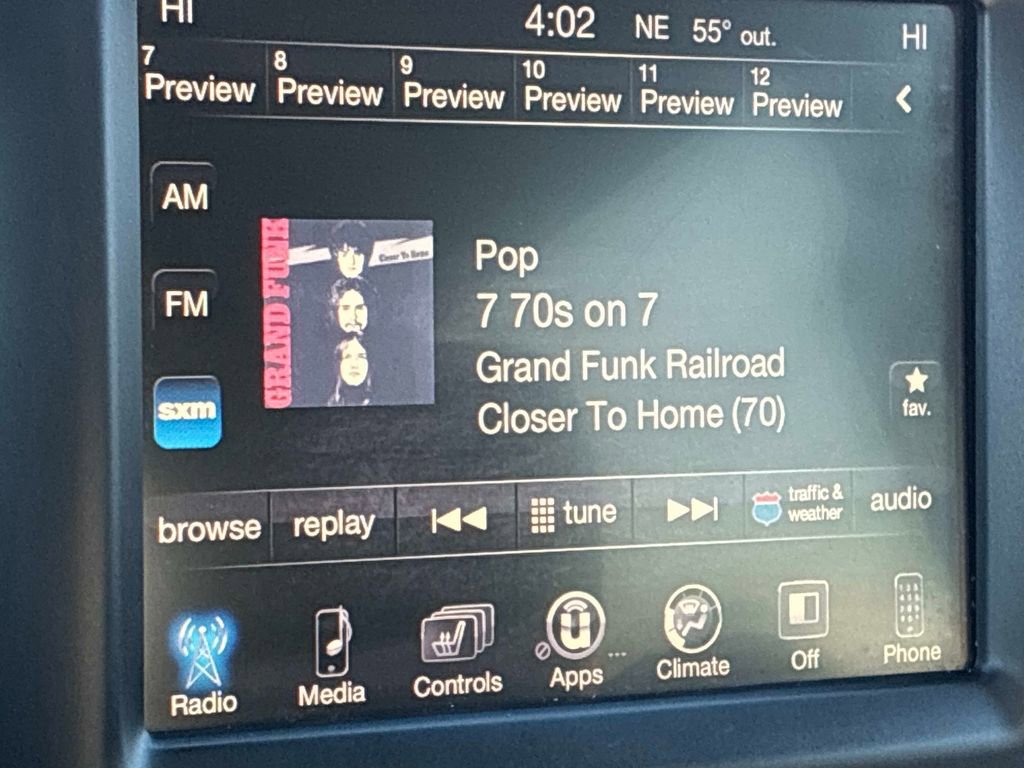 HI 4:02 NE 55° out. HI
7 8 9 10 11 12
Preview Preview Preview Preview Preview Preview
AM
FM
sxm
GRAND FUNK
Closer To Home
Pop
7 70s on 7
Grand Funk Railroad
Closer To Home (70)
fav.
browse replay tune traffic & weather audio
Radio Media Controls Apps ... Climate Off Phone